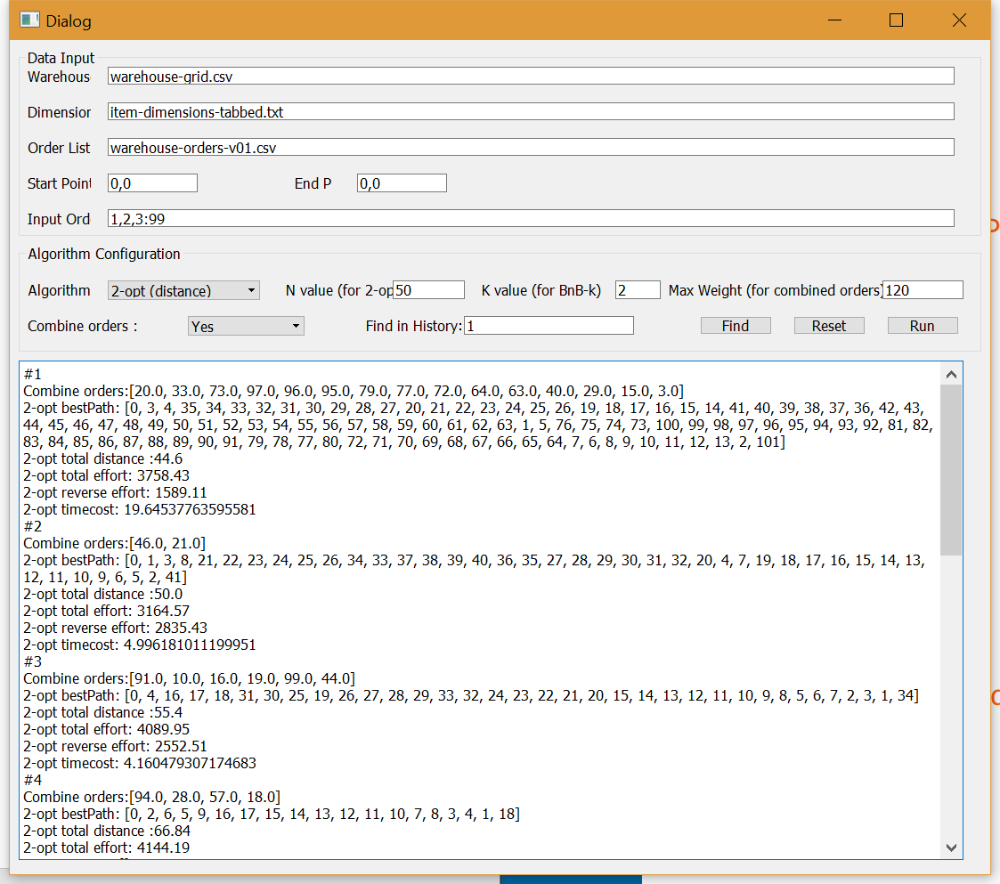 Dialog
Data Input
Warehous warehouse-grid.csv
Dimension item-dimensions-tabbed.txt
Order List warehouse-orders-v01.csv
Start Point 0,0 End P 0,0
Input Ord 1,2,3:99
Algorithm Configuration
Algorithm 2-opt (distance) N value (for 2-op 50 K value (for BnB-k) 2 Max Weight (for combined orders) 120
Combine orders : Yes Find in History: 1 Find Reset Run
#1
Combine orders:[20.0, 33.0, 73.0, 97.0, 96.0, 95.0, 79.0, 77.0, 72.0, 64.0, 63.0, 40.0, 29.0, 15.0, 3.0]
2-opt bestPath: [0, 3, 4, 35, 34, 33, 32, 31, 30, 29, 28, 27, 20, 21, 22, 23, 24, 25, 26, 19, 18, 17, 16, 15, 14, 41, 40, 39, 38, 37, 36, 42, 43,
44, 45, 46, 47, 48, 49, 50, 51, 52, 53, 54, 55, 56, 57, 58, 59, 60, 61, 62, 63, 1, 5, 76, 75, 74, 73, 100, 99, 98, 97, 96, 95, 94, 93, 92, 81, 82,
83, 84, 85, 86, 87, 88, 89, 90, 91, 79, 78, 77, 80, 72, 71, 70, 69, 68, 67, 66, 65, 64, 7, 6, 8, 9, 10, 11, 12, 13, 2, 101]
2-opt total distance :44.6
2-opt total effort: 3758.43
2-opt reverse effort: 1589.11
2-opt timecost: 19.64537763595581
#2
Combine orders:[46.0, 21.0]
2-opt bestPath: [0, 1, 3, 8, 21, 22, 23, 24, 25, 26, 34, 33, 37, 38, 39, 40, 36, 35, 27, 28, 29, 30, 31, 32, 20, 4, 7, 19, 18, 17, 16, 15, 14, 13,
12, 11, 10, 9, 6, 5, 2, 41]
2-opt total distance :50.0
2-opt total effort: 3164.57
2-opt reverse effort: 2835.43
2-opt timecost: 4.996181011199951
#3
Combine orders:[91.0, 10.0, 16.0, 19.0, 99.0, 44.0]
2-opt bestPath: [0, 4, 16, 17, 18, 31, 30, 25, 19, 26, 27, 28, 29, 33, 32, 24, 23, 22, 21, 20, 15, 14, 13, 12, 11, 10, 9, 8, 5, 6, 7, 2, 3, 1, 34]
2-opt total distance :55.4
2-opt total effort: 4089.95
2-opt reverse effort: 2552.51
2-opt timecost: 4.160479307174683
#4
Combine orders:[94.0, 28.0, 57.0, 18.0]
2-opt bestPath: [0, 2, 6, 5, 9, 16, 17, 15, 14, 13, 12, 11, 10, 7, 8, 3, 4, 1, 18]
2-opt total distance :66.84
2-opt total effort: 4144.19